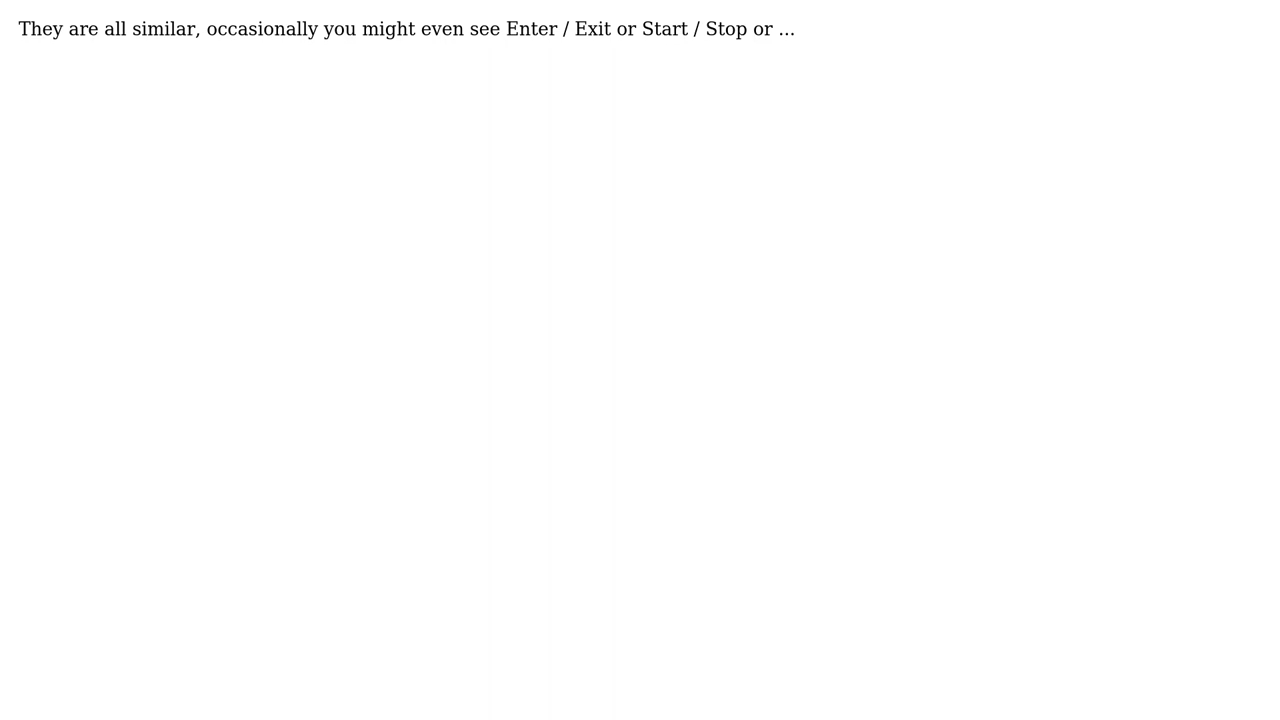 They are all similar, occasionally you might even see Enter / Exit or Start / Stop or ...